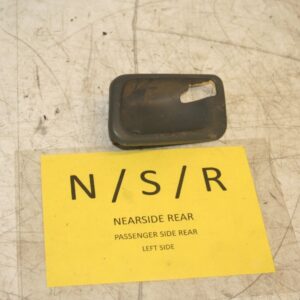 N / S / R
NEARSIDE REAR
PASSENGER SIDE REAR
LEFT SIDE